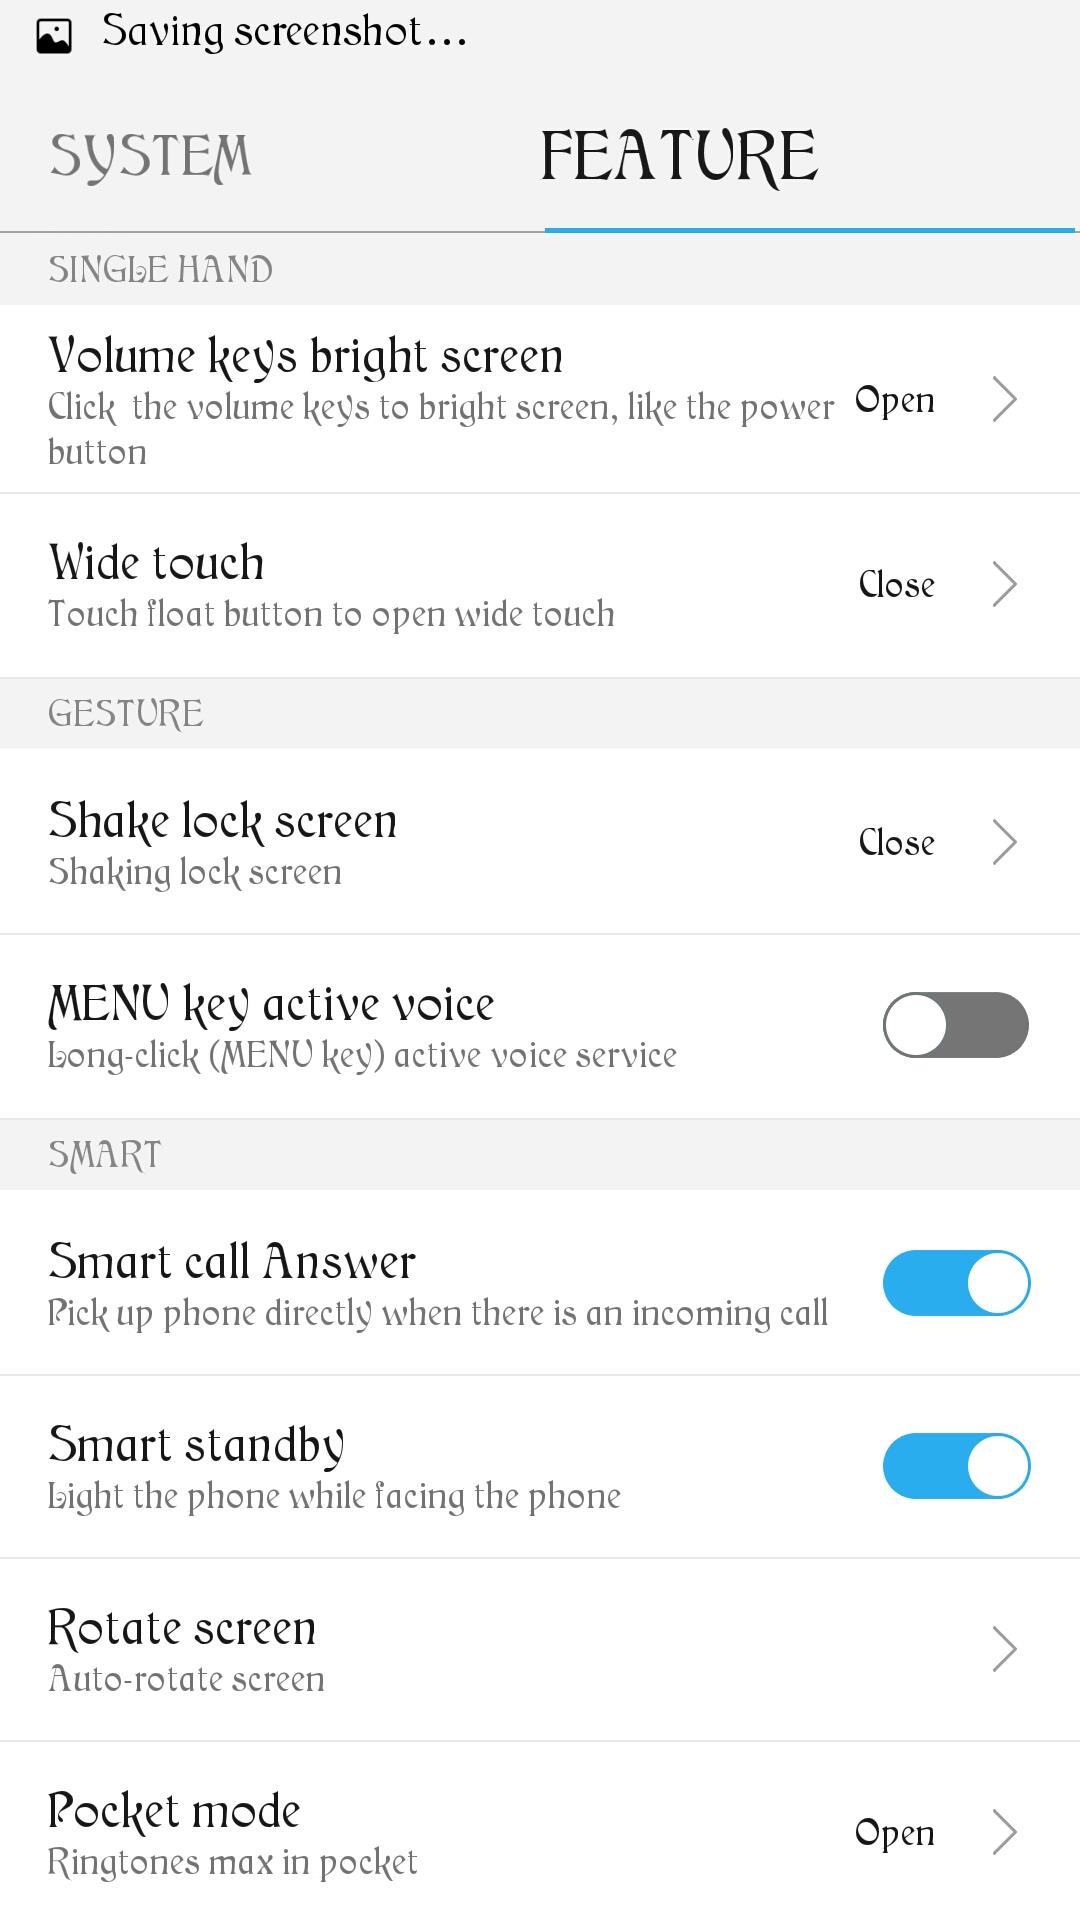 Saving screenshot...
SYSTEM FEATURE
SINGLE HAND
Volume keys bright screen
Click  the volume keys to bright screen, like the power
button
Open
Wide touch
Touch float button to open wide touch
Close
GESTURE
Shake lock screen
Shaking lock screen
Close
MENU key active voice
Long-click (MENU key) active voice service
SMART
Smart call Answer
Pick up phone directly when there is an incoming call
Smart standby
Light the phone while facing the phone
Rotate screen
Auto-rotate screen
Pocket mode
Ringtones max in pocket
Open